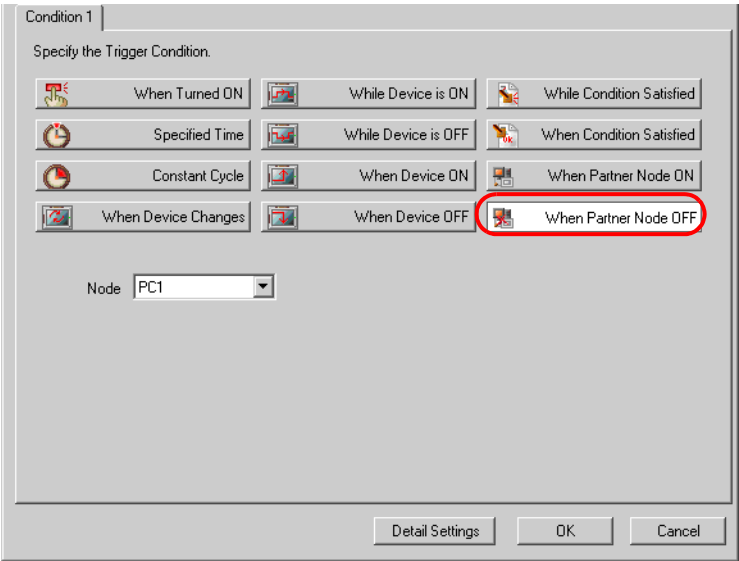 Condition 1
Specify the Trigger Condition.
When Turned ON While Device is ON While Condition Satisfied
Specified Time While Device is OFF When Condition Satisfied
Constant Cycle When Device ON When Partner Node ON
When Device Changes When Device OFF When Partner Node OFF
Node PC1
Detail Settings OK Cancel